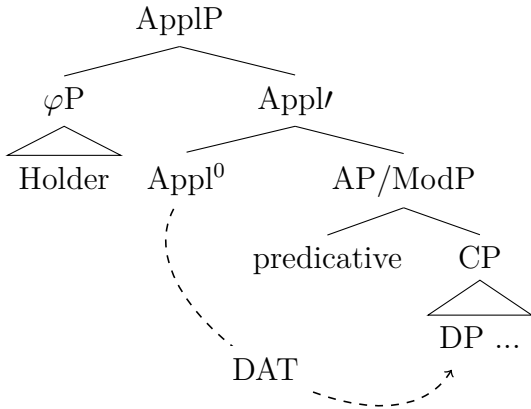 ApplP
φP Appl′
Holder Appl⁰ AP/ModP
predicative CP
DP ...
DAT